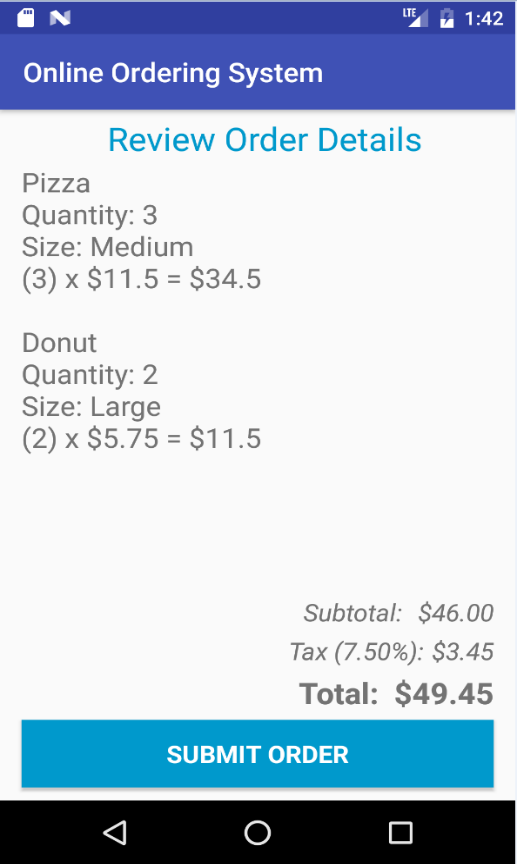 LTE 1:42
Online Ordering System
Review Order Details
Pizza
Quantity: 3
Size: Medium
(3) x $11.5 = $34.5
Donut
Quantity: 2
Size: Large
(2) x $5.75 = $11.5
Subtotal: $46.00
Tax (7.50%): $3.45
Total: $49.45
SUBMIT ORDER